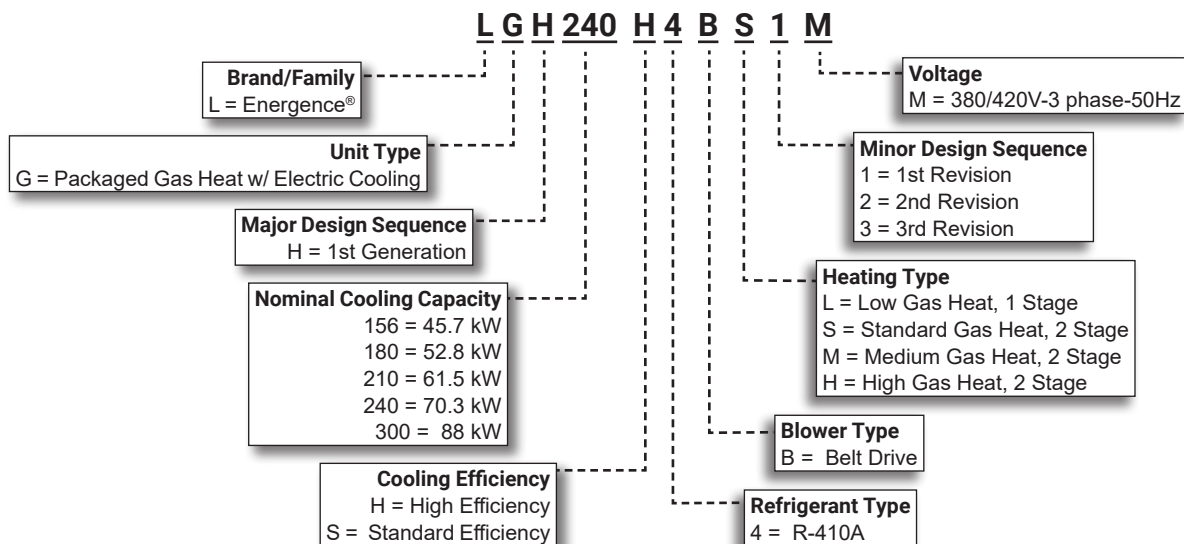 L G H 240 H 4 B S 1 M
Brand/Family
L = Energence®
Unit Type
G = Packaged Gas Heat w/ Electric Cooling
Major Design Sequence
H = 1st Generation
Nominal Cooling Capacity
156 = 45.7 kW
180 = 52.8 kW
210 = 61.5 kW
240 = 70.3 kW
300 = 88 kW
Cooling Efficiency
H = High Efficiency
S = Standard Efficiency
Voltage
M = 380/420V-3 phase-50Hz
Minor Design Sequence
1 = 1st Revision
2 = 2nd Revision
3 = 3rd Revision
Heating Type
L = Low Gas Heat, 1 Stage
S = Standard Gas Heat, 2 Stage
M = Medium Gas Heat, 2 Stage
H = High Gas Heat, 2 Stage
Blower Type
B = Belt Drive
Refrigerant Type
4 = R-410A